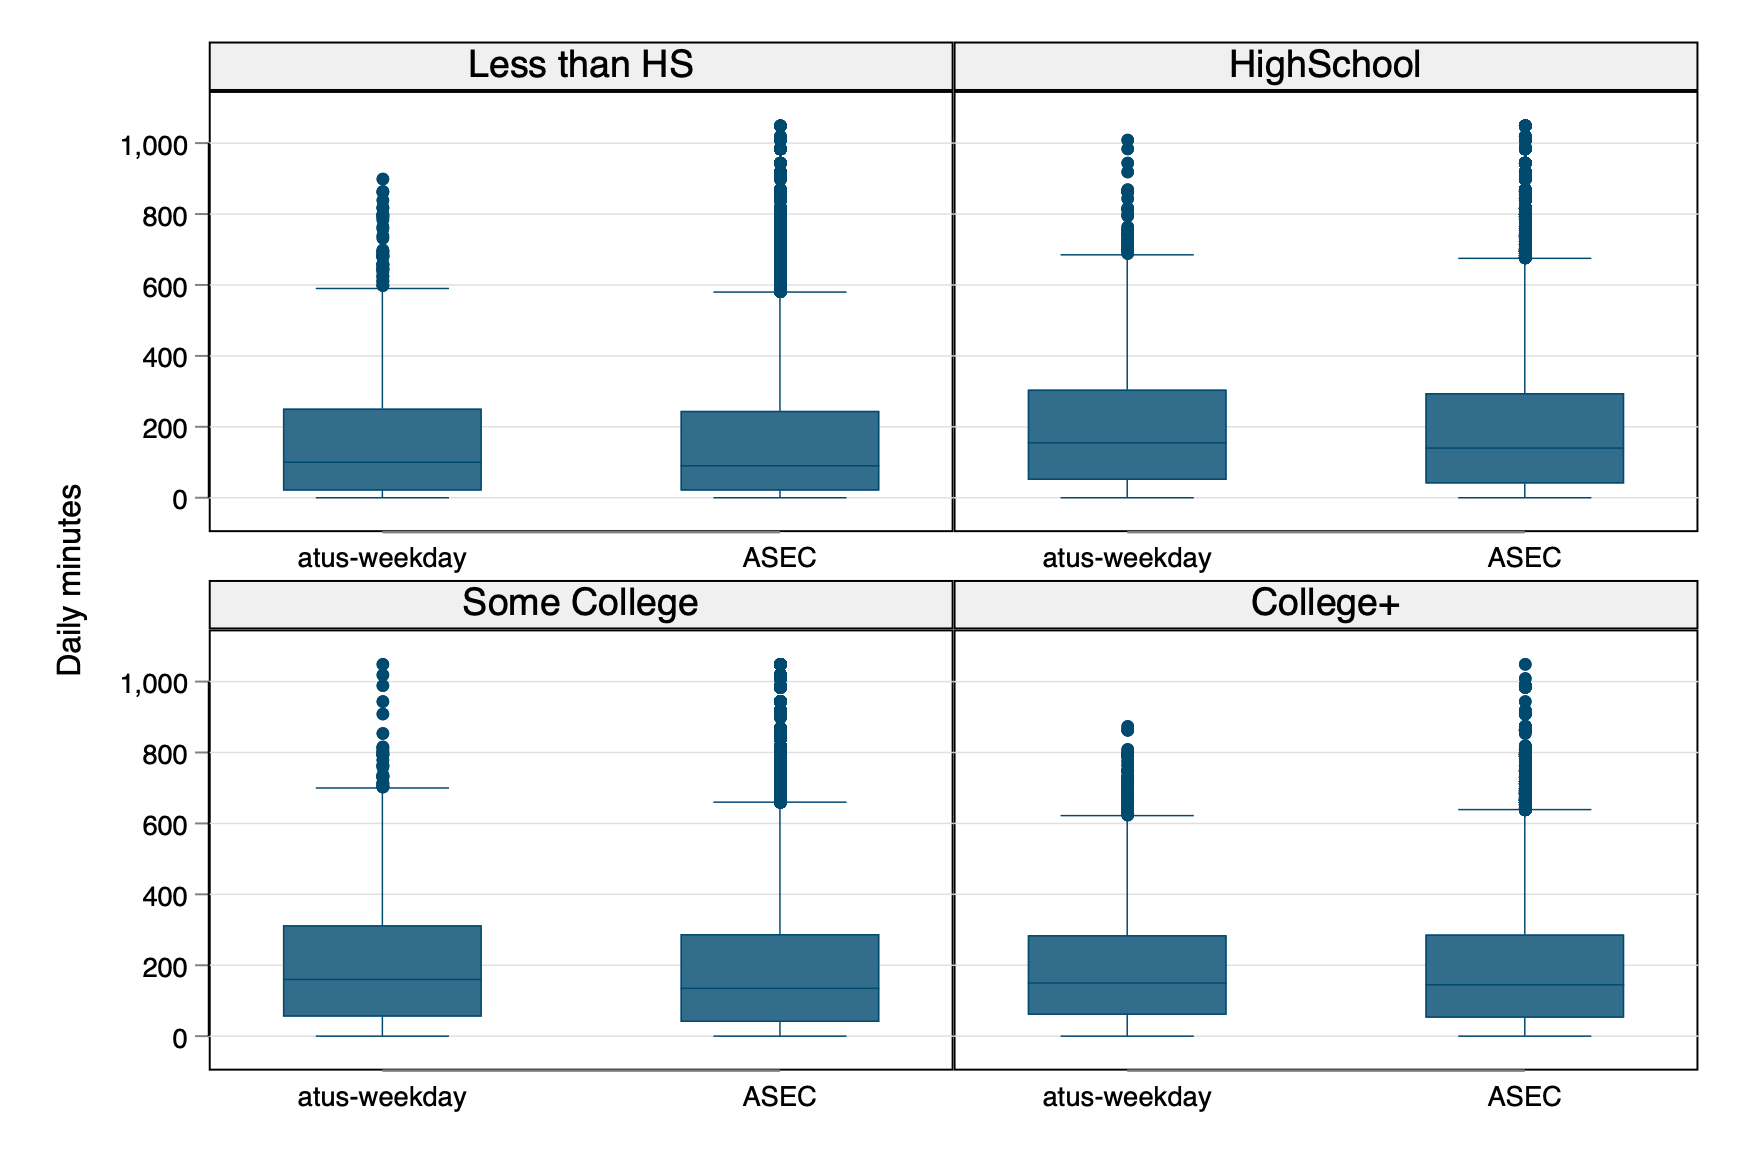 Less than HS
HighSchool
1,000
800
600
400
200
0
atus-weekday
ASEC
atus-weekday
ASEC
Daily minutes
Some College
College+
1,000
800
600
400
200
0
atus-weekday
ASEC
atus-weekday
ASEC